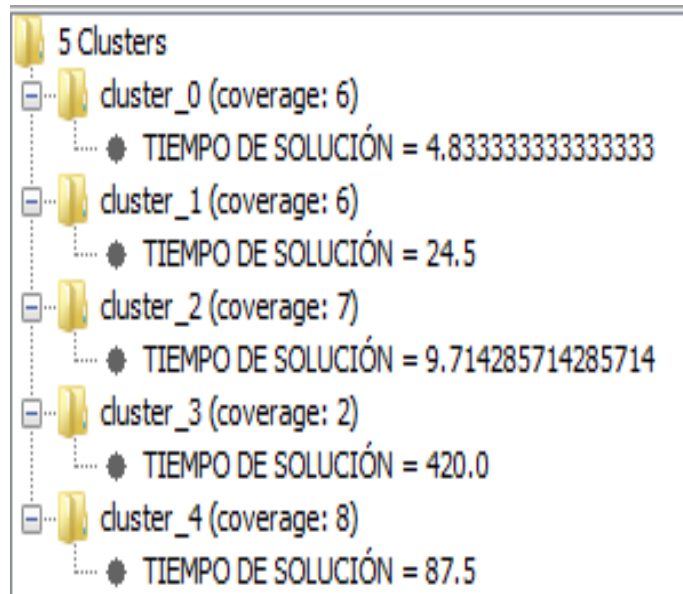 5 Clusters
cluster_0 (coverage: 6)
TIEMPO DE SOLUCIÓN = 4.833333333333333
cluster_1 (coverage: 6)
TIEMPO DE SOLUCIÓN = 24.5
cluster_2 (coverage: 7)
TIEMPO DE SOLUCIÓN = 9.714285714285714
cluster_3 (coverage: 2)
TIEMPO DE SOLUCIÓN = 420.0
cluster_4 (coverage: 8)
TIEMPO DE SOLUCIÓN = 87.5